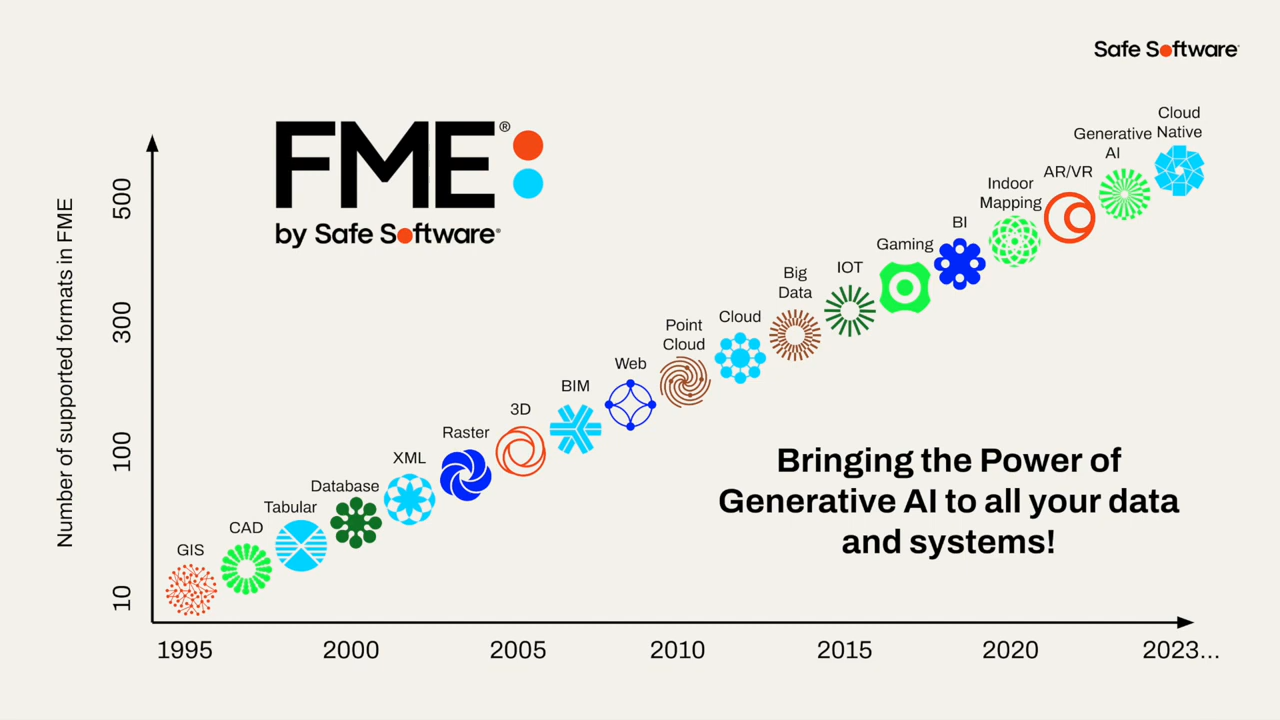 Safe Software
FME®
by Safe Software®
Number of supported formats in FME
500
300
100
10
GIS
CAD
Tabular
Database
XML
Raster
3D
BIM
Web
Point
Cloud
Cloud
Big
Data
IOT
Gaming
BI
Indoor
Mapping
AR/VR
Generative
AI
Cloud
Native
Bringing the Power of
Generative AI to all your data
and systems!
1995
2000
2005
2010
2015
2020
2023...